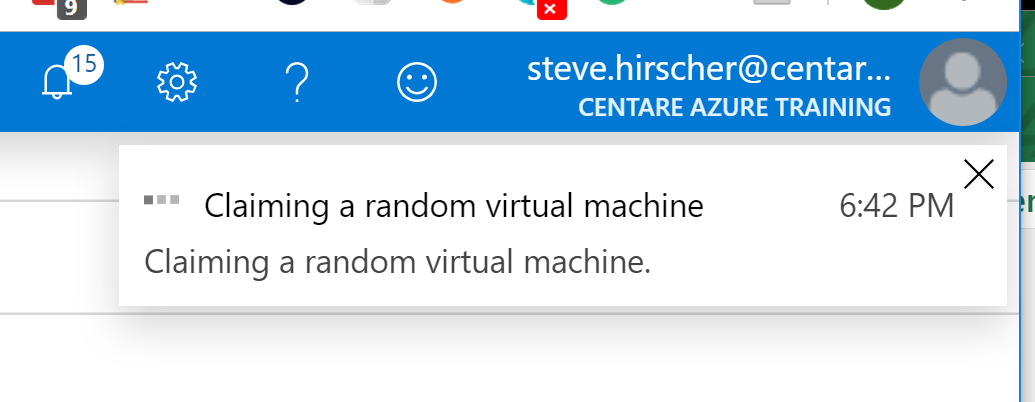 9
15
?
steve.hirscher@centar...
CENTARE AZURE TRAINING
Claiming a random virtual machine
6:42 PM
Claiming a random virtual machine.